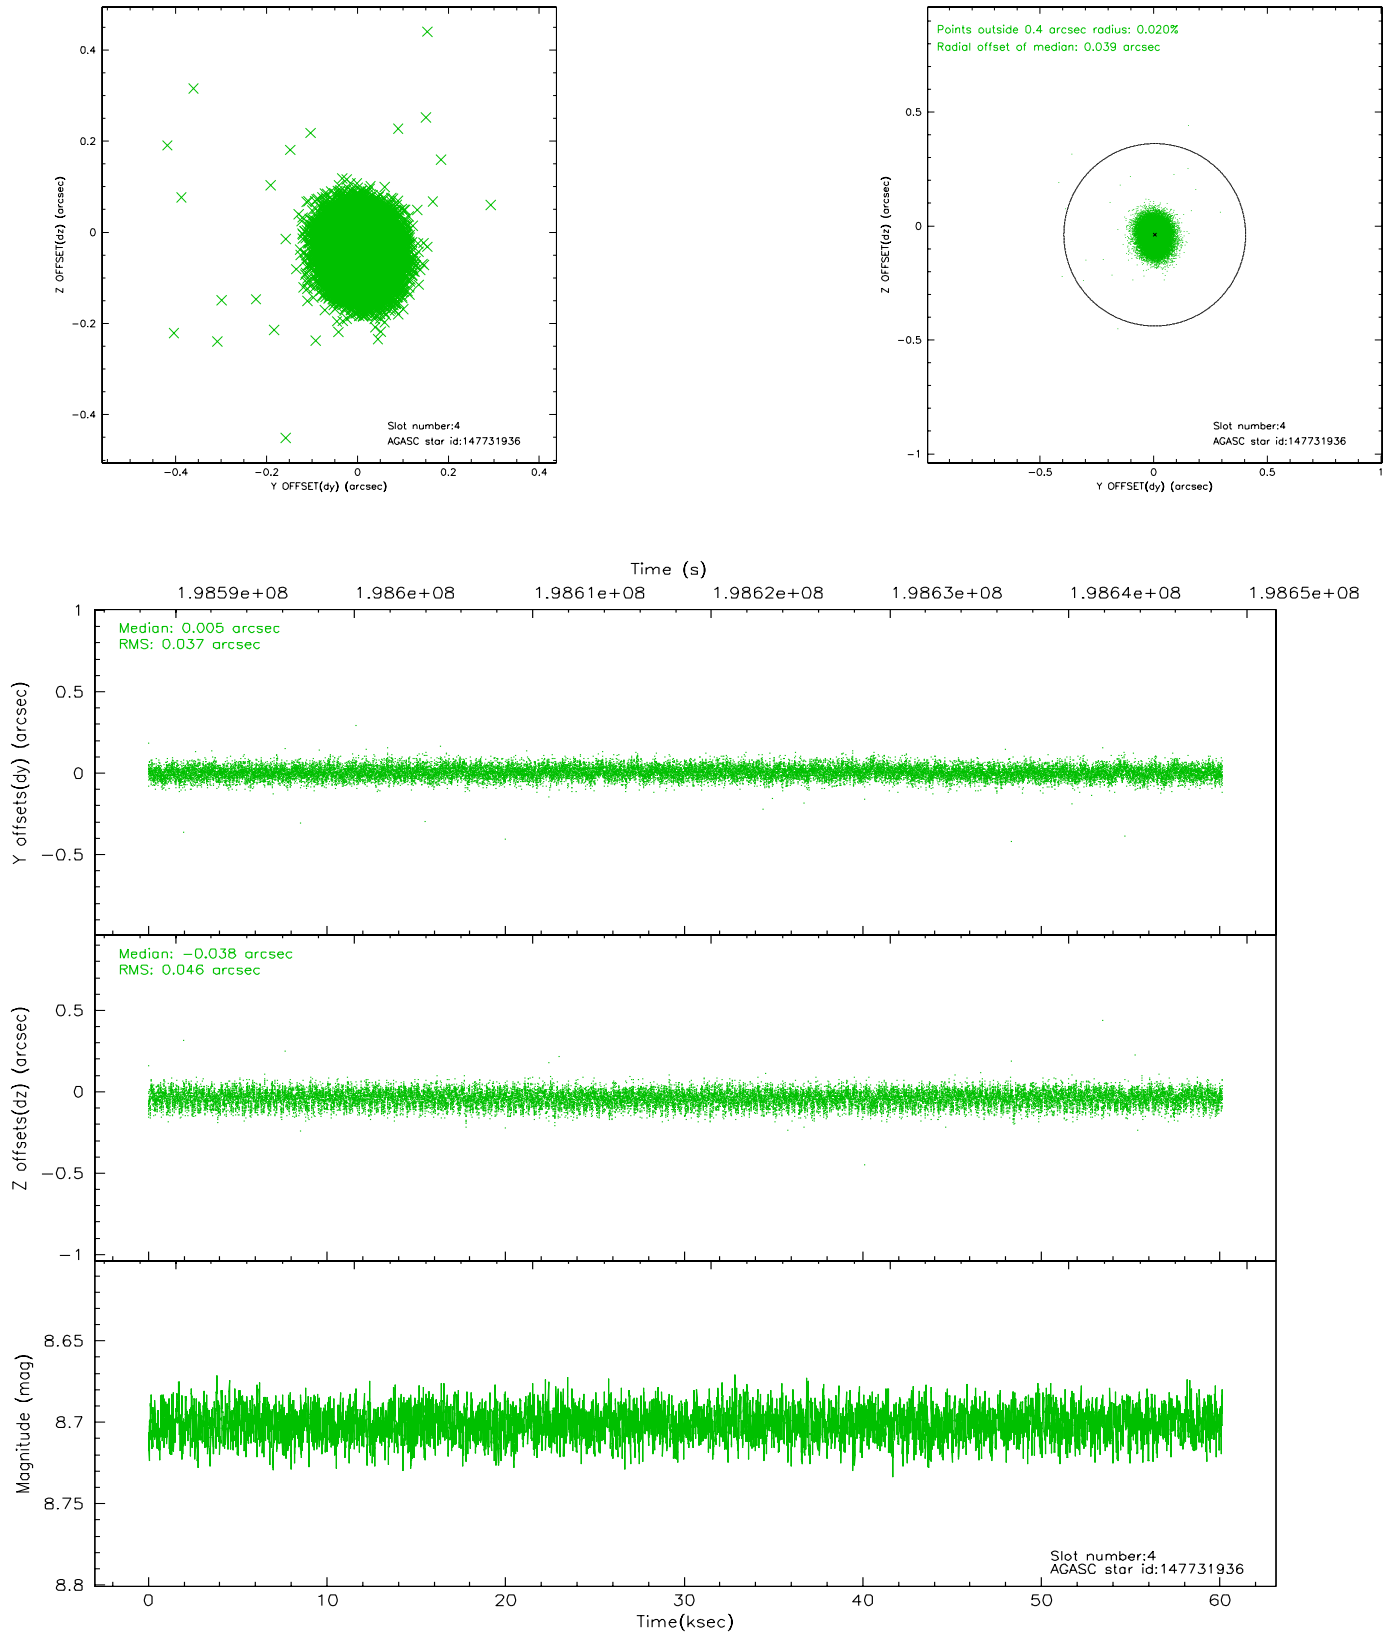 0.4
0.2
0
−0.2
−0.4
Z OFFSET(dz) (arcsec)
Slot number:4
AGASC star id:147731936
−0.4 −0.2 0 0.2 0.4
Y OFFSET(dy) (arcsec)
Points outside 0.4 arcsec radius: 0.020%
Radial offset of median: 0.039 arcsec
0.5
0
−0.5
−1
Z OFFSET(dz) (arcsec)
Slot number:4
AGASC star id:147731936
−0.5 0 0.5 1
Y OFFSET(dy) (arcsec)
Time (s)
1.9859e+08 1.986e+08 1.9861e+08 1.9862e+08 1.9863e+08 1.9864e+08 1.9865e+08
Median: 0.005 arcsec
RMS: 0.037 arcsec
1
0.5
0
−0.5
Y offsets(dy) (arcsec)
Median: −0.038 arcsec
RMS: 0.046 arcsec
0.5
0
−0.5
−1
Z offsets(dz) (arcsec)
8.65
8.7
8.75
8.8
Magnitude (mag)
Slot number:4
AGASC star id:147731936
0 10 20 30 40 50 60
Time(ksec)